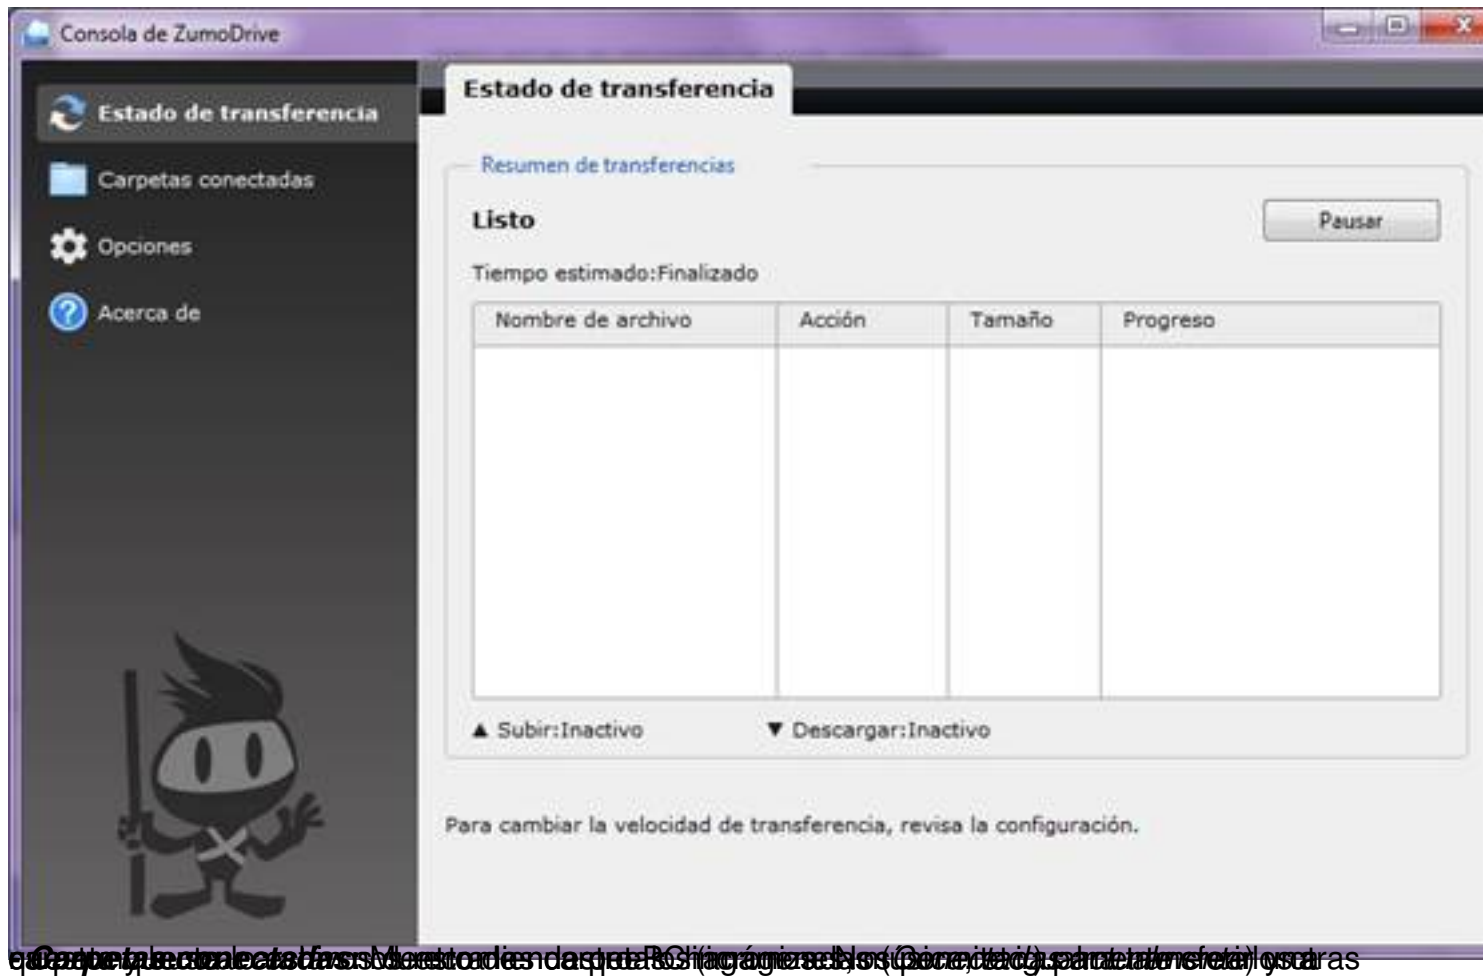 Consola de ZumoDrive
Estado de transferencia
Carpetas conectadas
Opciones
Acerca de
Estado de transferencia
Resumen de transferencias
Listo
Pausar
Tiempo estimado:Finalizado
Nombre de archivo Acción Tamaño Progreso
▲ Subir:Inactivo ▼ Descargar:Inactivo
Para cambiar la velocidad de transferencia, revisa la configuración.